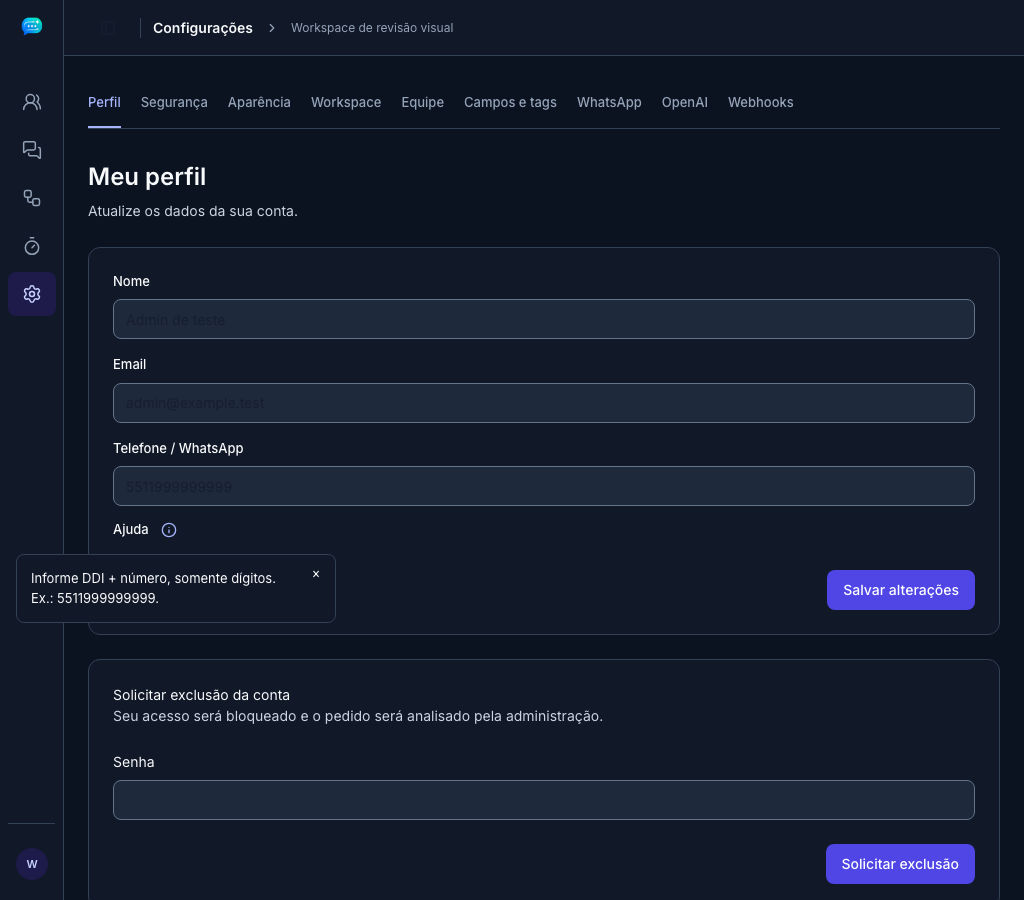 Configurações > Workspace de revisão visual
Perfil Segurança Aparência Workspace Equipe Campos e tags WhatsApp OpenAI Webhooks
Meu perfil
Atualize os dados da sua conta.
Nome
Admin de teste
Email
admin@example.test
Telefone / WhatsApp
5511999999999
Ajuda
Informe DDI + número, somente dígitos.
Ex.: 5511999999999.
×
Salvar alterações
Solicitar exclusão da conta
Seu acesso será bloqueado e o pedido será analisado pela administração.
Senha
Solicitar exclusão
W